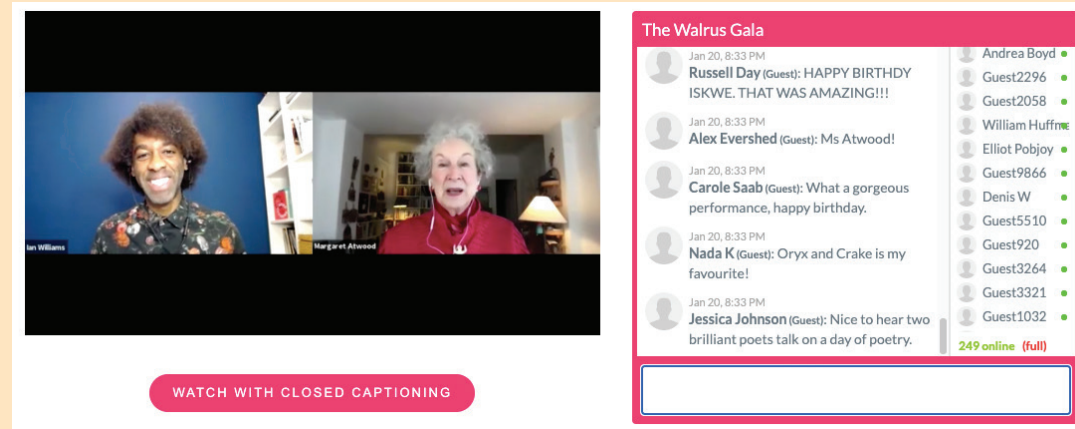 Ian Williams
Margaret Atwood
WATCH WITH CLOSED CAPTIONING
The Walrus Gala
Jan 20, 8:33 PM
Russell Day (Guest): HAPPY BIRTHDY
ISKWE. THAT WAS AMAZING!!!
Jan 20, 8:33 PM
Alex Evershed (Guest): Ms Atwood!
Jan 20, 8:33 PM
Carole Saab (Guest): What a gorgeous
performance, happy birthday.
Jan 20, 8:33 PM
Nada K (Guest): Oryx and Crake is my
favourite!
Jan 20, 8:33 PM
Jessica Johnson (Guest): Nice to hear two
brilliant poets talk on a day of poetry.
Andrea Boyd
Guest2296
Guest2058
William Huffme
Elliot Pobjoy
Guest9866
Denis W
Guest5510
Guest920
Guest3264
Guest3321
Guest1032
249 online (full)